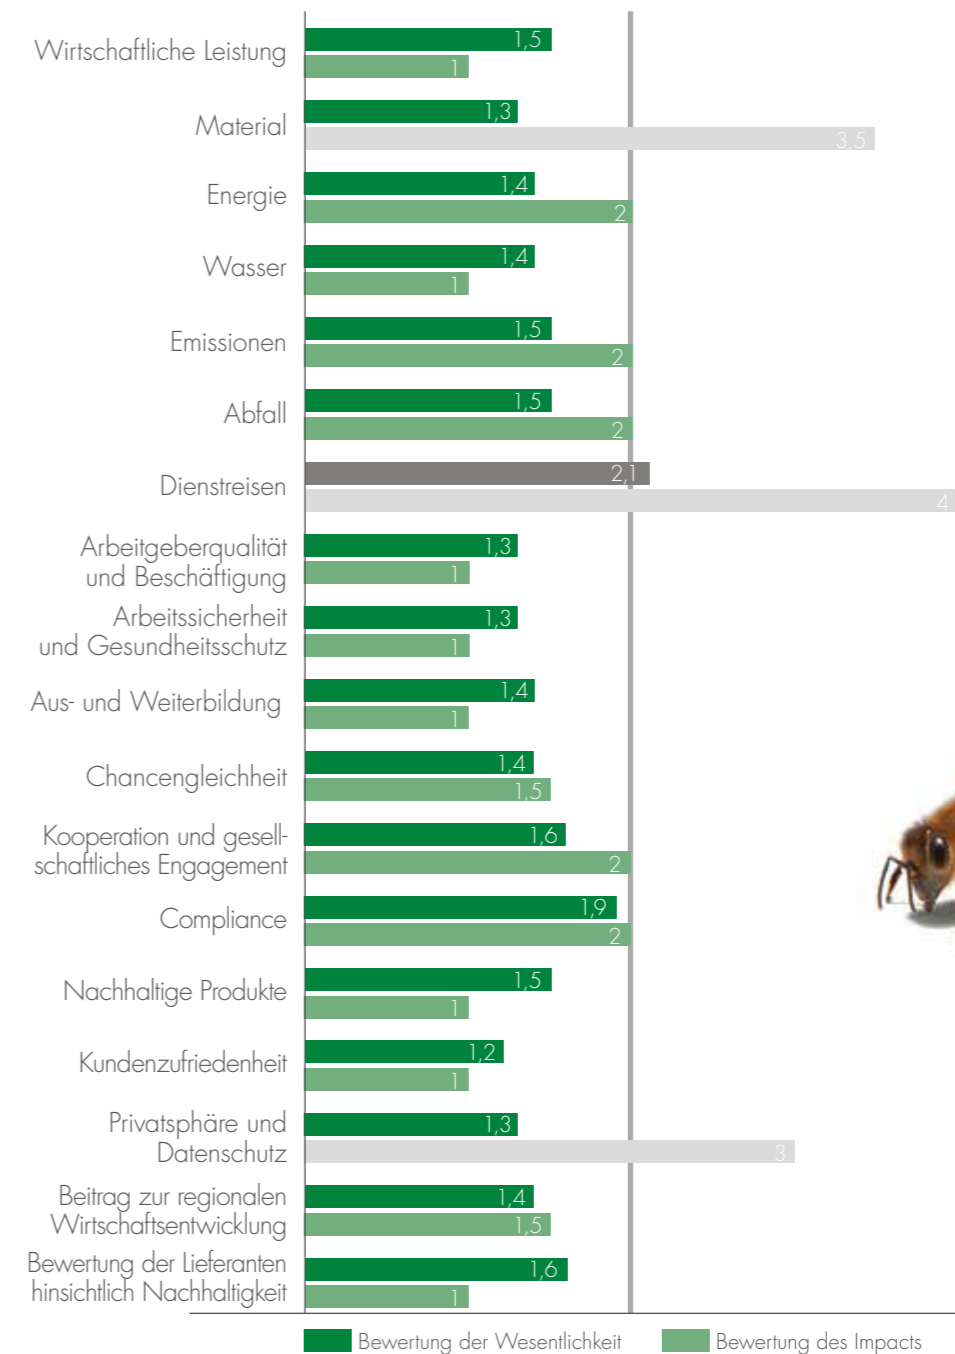 Wirtschaftliche Leistung
1,5
1
Material
1,3
3,5
Energie
1,4
2
Wasser
1,4
1
Emissionen
1,5
2
Abfall
1,5
2
Dienstreisen
2,1
4
Arbeitgeberqualität
und Beschäftigung
1,3
1
Arbeitssicherheit
und Gesundheitsschutz
1,3
1
Aus- und Weiterbildung
1,4
1
Chancengleichheit
1,4
1,5
Kooperation und gesell-
schaftliches Engagement
1,6
2
Compliance
1,9
2
Nachhaltige Produkte
1,5
1
Kundenzufriedenheit
1,2
1
Privatsphäre und
Datenschutz
1,3
3
Beitrag zur regionalen
Wirtschaftsentwicklung
1,4
1,5
Bewertung der Lieferanten
hinsichtlich Nachhaltigkeit
1,6
1
Bewertung der Wesentlichkeit
Bewertung des Impacts